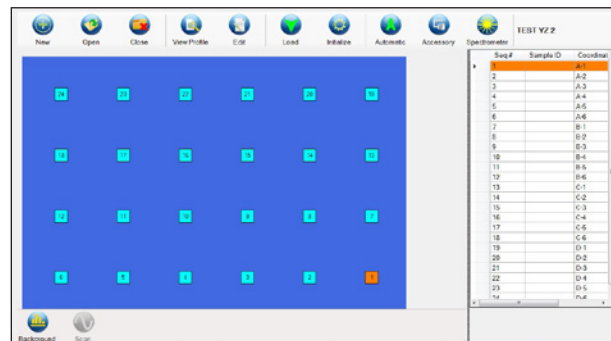 New Open Close View Profile Edit Load Initialize Automatic Accessory Spectrometer TEST YZ 2
Seq # Sample ID Coordinat
1 A-1
2 A-2
3 A-3
4 A-4
5 A-5
6 A-6
7 B-1
8 B-2
9 B-3
10 B-4
11 B-5
12 B-6
13 C-1
14 C-2
15 C-3
16 C-4
17 C-5
18 C-6
19 D-1
20 D-2
21 D-3
22 D-4
23 D-5
24 D-6
24 23 22 21 20 19
18 17 16 15 14 13
12 11 10 9 8 7
6 5 4 3 2 1
Background Scan